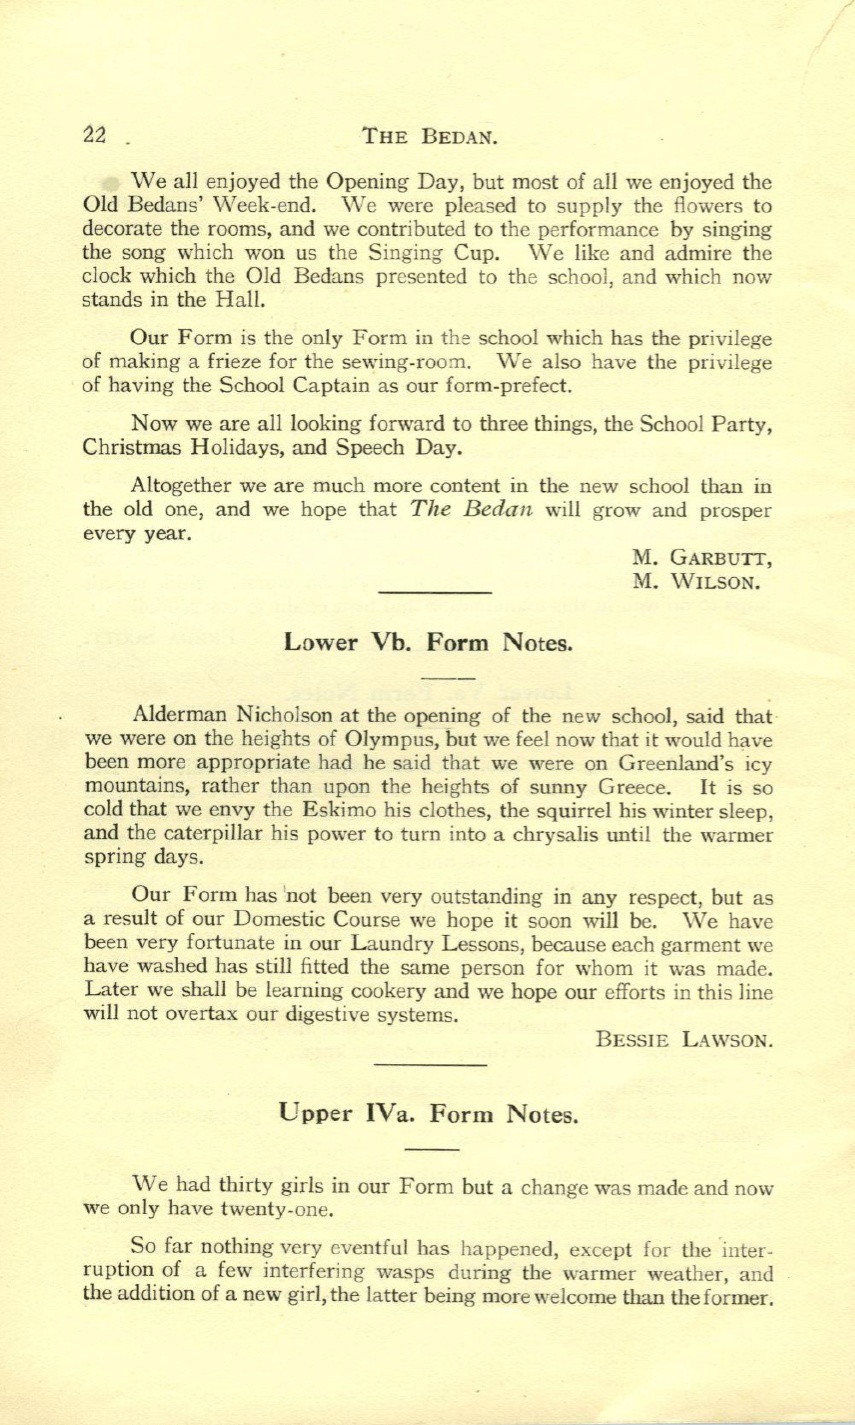 22 . THE BEDAN.
We all enjoyed the Opening Day, but most of all we enjoyed the
Old Bedans' Week-end. We were pleased to supply the flowers to
decorate the rooms, and we contributed to the performance by singing
the song which won us the Singing Cup. We like and admire the
clock which the Old Bedans presented to the school, and which now
stands in the Hall.
Our Form is the only Form in the school which has the privilege
of making a frieze for the sewing-room. We also have the privilege
of having the School Captain as our form-prefect.
Now we are all looking forward to three things, the School Party,
Christmas Holidays, and Speech Day.
Altogether we are much more content in the new school than in
the old one, and we hope that The Bedan will grow and prosper
every year.
M. GARBUTT,
M. WILSON.
Lower Vb. Form Notes.
Alderman Nicholson at the opening of the new school, said that
we were on the heights of Olympus, but we feel now that it would have
been more appropriate had he said that we were on Greenland's icy
mountains, rather than upon the heights of sunny Greece. It is so
cold that we envy the Eskimo his clothes, the squirrel his winter sleep,
and the caterpillar his power to turn into a chrysalis until the warmer
spring days.
Our Form has not been very outstanding in any respect, but as
a result of our Domestic Course we hope it soon will be. We have
been very fortunate in our Laundry Lessons, because each garment we
have washed has still fitted the same person for whom it was made.
Later we shall be learning cookery and we hope our efforts in this line
will not overtax our digestive systems.
BESSIE LAWSON.
Upper IVa. Form Notes.
We had thirty girls in our Form but a change was made and now
we only have twenty-one.
So far nothing very eventful has happened, except for the inter-
ruption of a few interfering wasps during the warmer weather, and
the addition of a new girl, the latter being more welcome than the former.